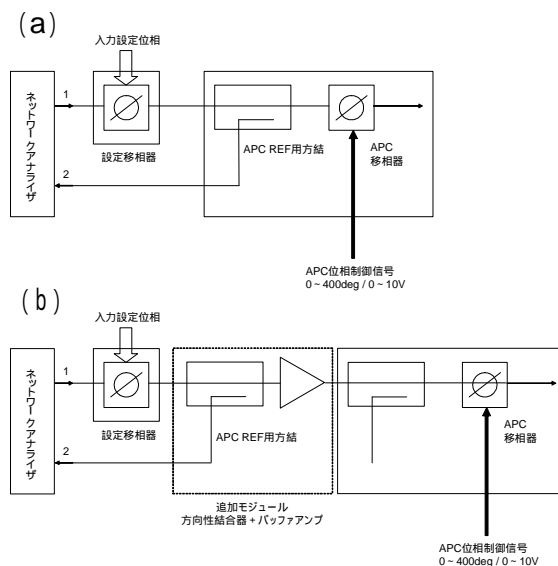 (a)
入力設定位相
ネットワークアナライザ
1
2
設定移相器
APC REF用方結
APC
移相器
APC位相制御信号
0~400deg / 0~10V
(b)
入力設定位相
ネットワークアナライザ
1
2
設定移相器
APC REF用方結
APC
移相器
追加モジュール
方向性結合器+バッファアンプ
APC位相制御信号
0~400deg / 0~10V